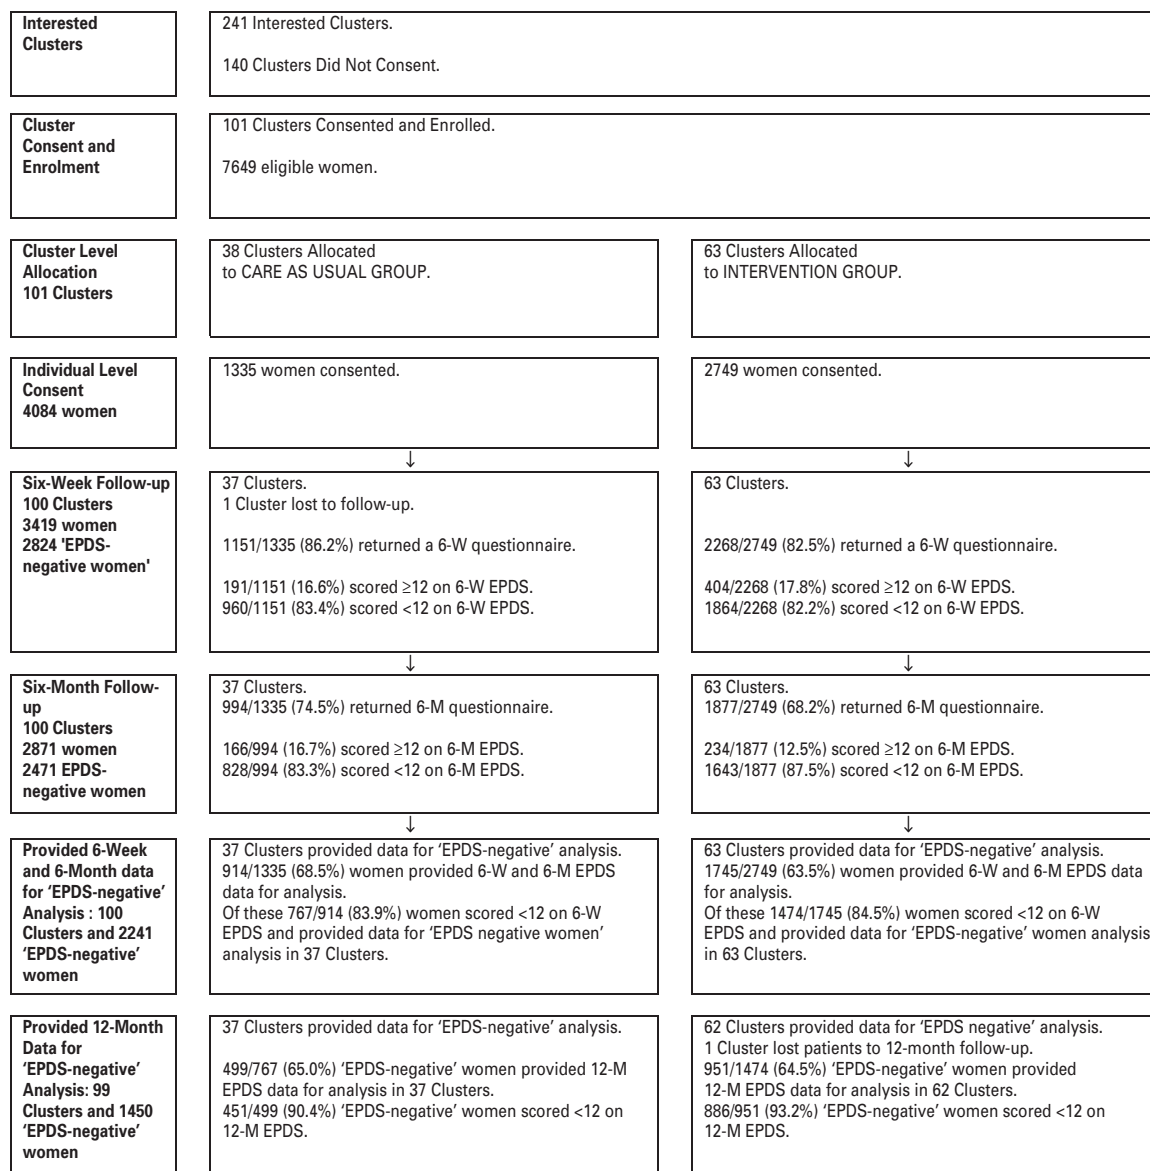 Interested
Clusters
241 Interested Clusters.
140 Clusters Did Not Consent.
Cluster
Consent and
Enrolment
101 Clusters Consented and Enrolled.
7649 eligible women.
Cluster Level
Allocation
101 Clusters
38 Clusters Allocated
to CARE AS USUAL GROUP.
63 Clusters Allocated
to INTERVENTION GROUP.
Individual Level
Consent
4084 women
1335 women consented.
2749 women consented.
↓
↓
Six-Week Follow-up
100 Clusters
3419 women
2824 'EPDS-
negative women'
37 Clusters.
1 Cluster lost to follow-up.
1151/1335 (86.2%) returned a 6-W questionnaire.
191/1151 (16.6%) scored ≥12 on 6-W EPDS.
960/1151 (83.4%) scored <12 on 6-W EPDS.
63 Clusters.
2268/2749 (82.5%) returned a 6-W questionnaire.
404/2268 (17.8%) scored ≥12 on 6-W EPDS.
1864/2268 (82.2%) scored <12 on 6-W EPDS.
↓
↓
Six-Month Follow-
up
100 Clusters
2871 women
2471 EPDS-
negative women
37 Clusters.
994/1335 (74.5%) returned 6-M questionnaire.
166/994 (16.7%) scored ≥12 on 6-M EPDS.
828/994 (83.3%) scored <12 on 6-M EPDS.
63 Clusters.
1877/2749 (68.2%) returned 6-M questionnaire.
234/1877 (12.5%) scored ≥12 on 6-M EPDS.
1643/1877 (87.5%) scored <12 on 6-M EPDS.
↓
↓
Provided 6-Week
and 6-Month data
for ‘EPDS-negative’
Analysis : 100
Clusters and 2241
‘EPDS-negative’
women
37 Clusters provided data for ‘EPDS-negative’ analysis.
914/1335 (68.5%) women provided 6-W and 6-M EPDS
data for analysis.
Of these 767/914 (83.9%) women scored <12 on 6-W
EPDS and provided data for ‘EPDS negative women’
analysis in 37 Clusters.
63 Clusters provided data for ‘EPDS-negative’ analysis.
1745/2749 (63.5%) women provided 6-W and 6-M EPDS data
for analysis.
Of these 1474/1745 (84.5%) women scored <12 on 6-W
EPDS and provided data for ‘EPDS-negative’ women analysis
in 63 Clusters.
Provided 12-Month
Data for
‘EPDS-negative’
Analysis: 99
Clusters and 1450
‘EPDS-negative’
women
37 Clusters provided data for ‘EPDS-negative’ analysis.
499/767 (65.0%) ‘EPDS-negative’ women provided 12-M
EPDS data for analysis in 37 Clusters.
451/499 (90.4%) ‘EPDS-negative’ women scored <12 on
12-M EPDS.
62 Clusters provided data for ‘EPDS negative’ analysis.
1 Cluster lost patients to 12-month follow-up.
951/1474 (64.5%) ‘EPDS-negative’ women provided
12-M EPDS data for analysis in 62 Clusters.
886/951 (93.2%) ‘EPDS-negative’ women scored <12 on
12-M EPDS.